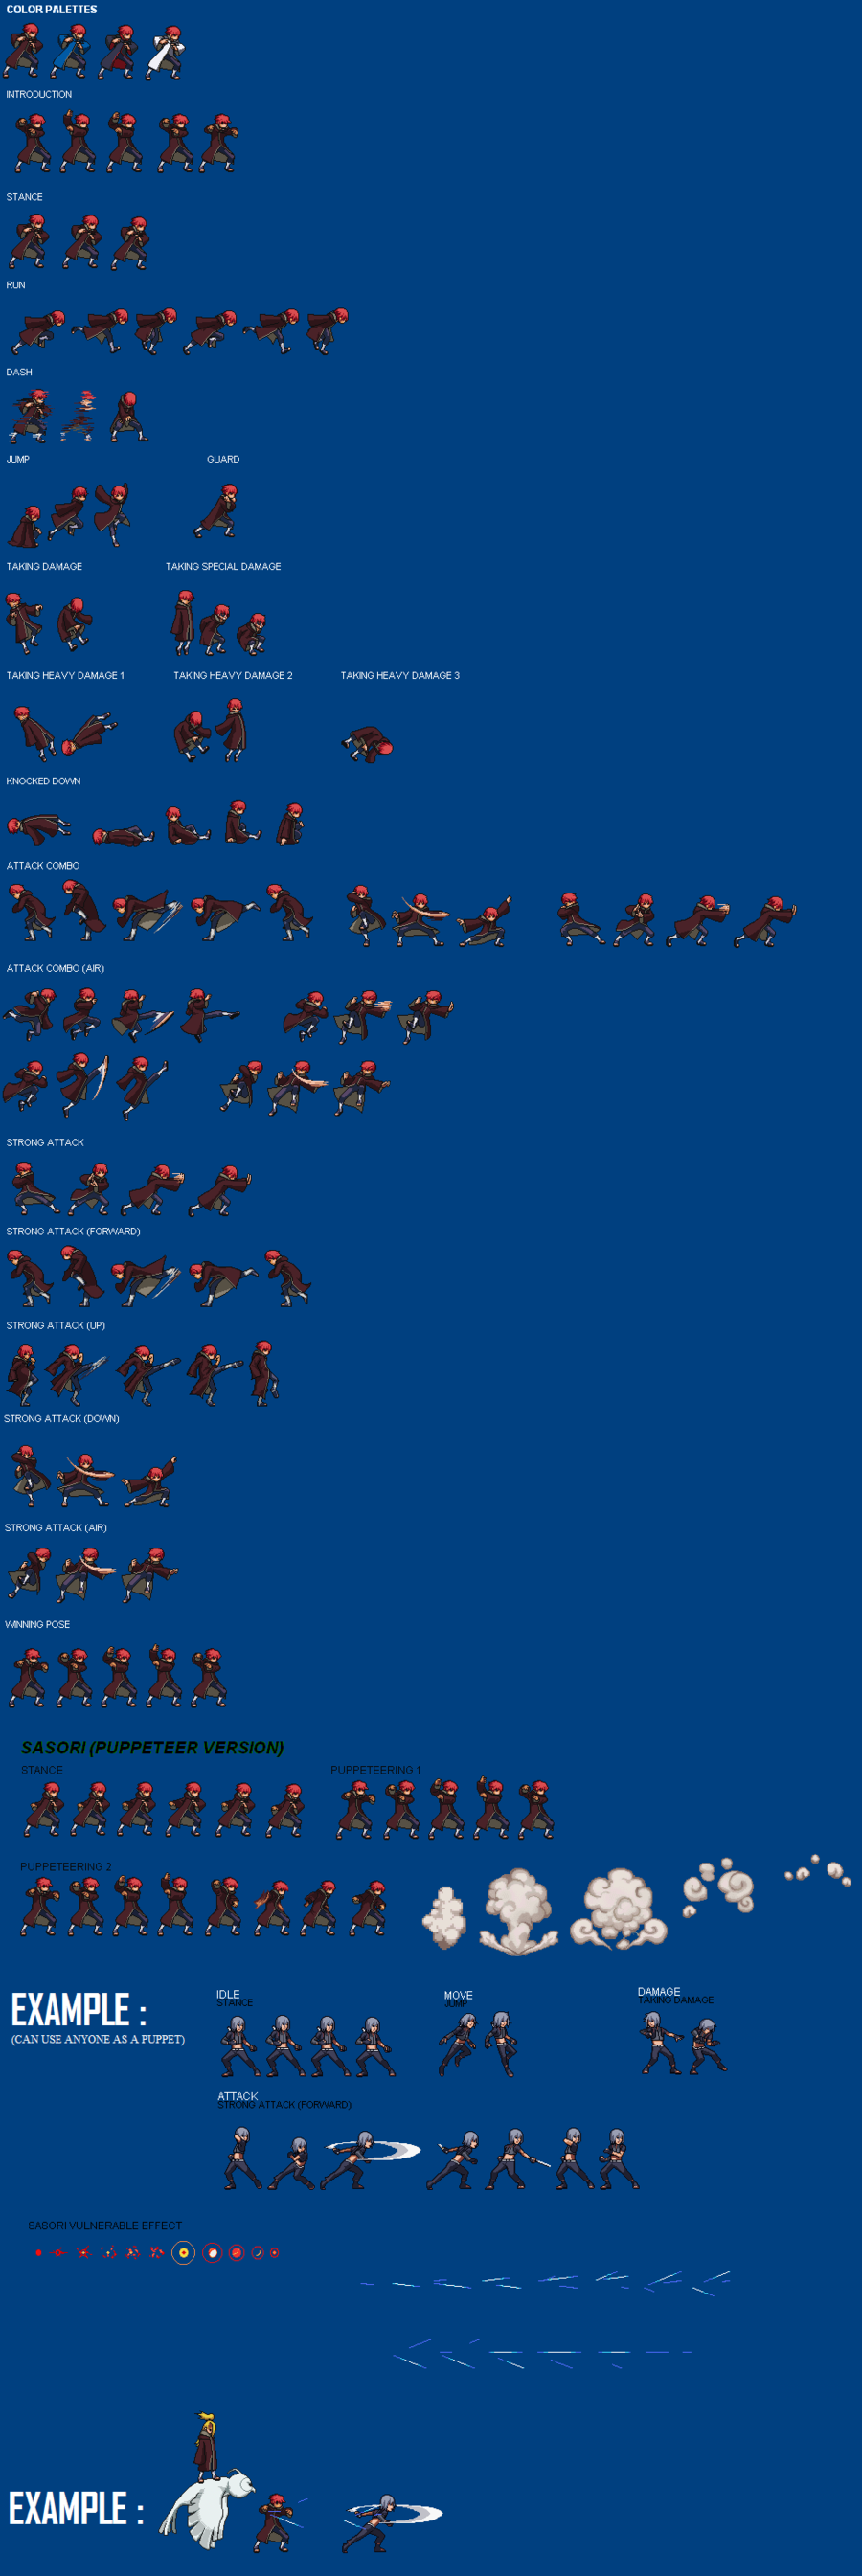 COLOR PALETTES
INTRODUCTION
STANCE
RUN
DASH
JUMP GUARD
TAKING DAMAGE TAKING SPECIAL DAMAGE
TAKING HEAVY DAMAGE 1 TAKING HEAVY DAMAGE 2 TAKING HEAVY DAMAGE 3
KNOCKED DOWN
ATTACK COMBO
ATTACK COMBO (AIR)
STRONG ATTACK
STRONG ATTACK (FORWARD)
STRONG ATTACK (UP)
STRONG ATTACK (DOWN)
STRONG ATTACK (AIR)
WINNING POSE
SASORI (PUPPETEER VERSION)
STANCE PUPPETEERING 1
PUPPETEERING 2
EXAMPLE :
(CAN USE ANYONE AS A PUPPET)
IDLE MOVE DAMAGE
STANCE JUMP TAKING DAMAGE
ATTACK
STRONG ATTACK (FORWARD)
SASORI VULNERABLE EFFECT
EXAMPLE :